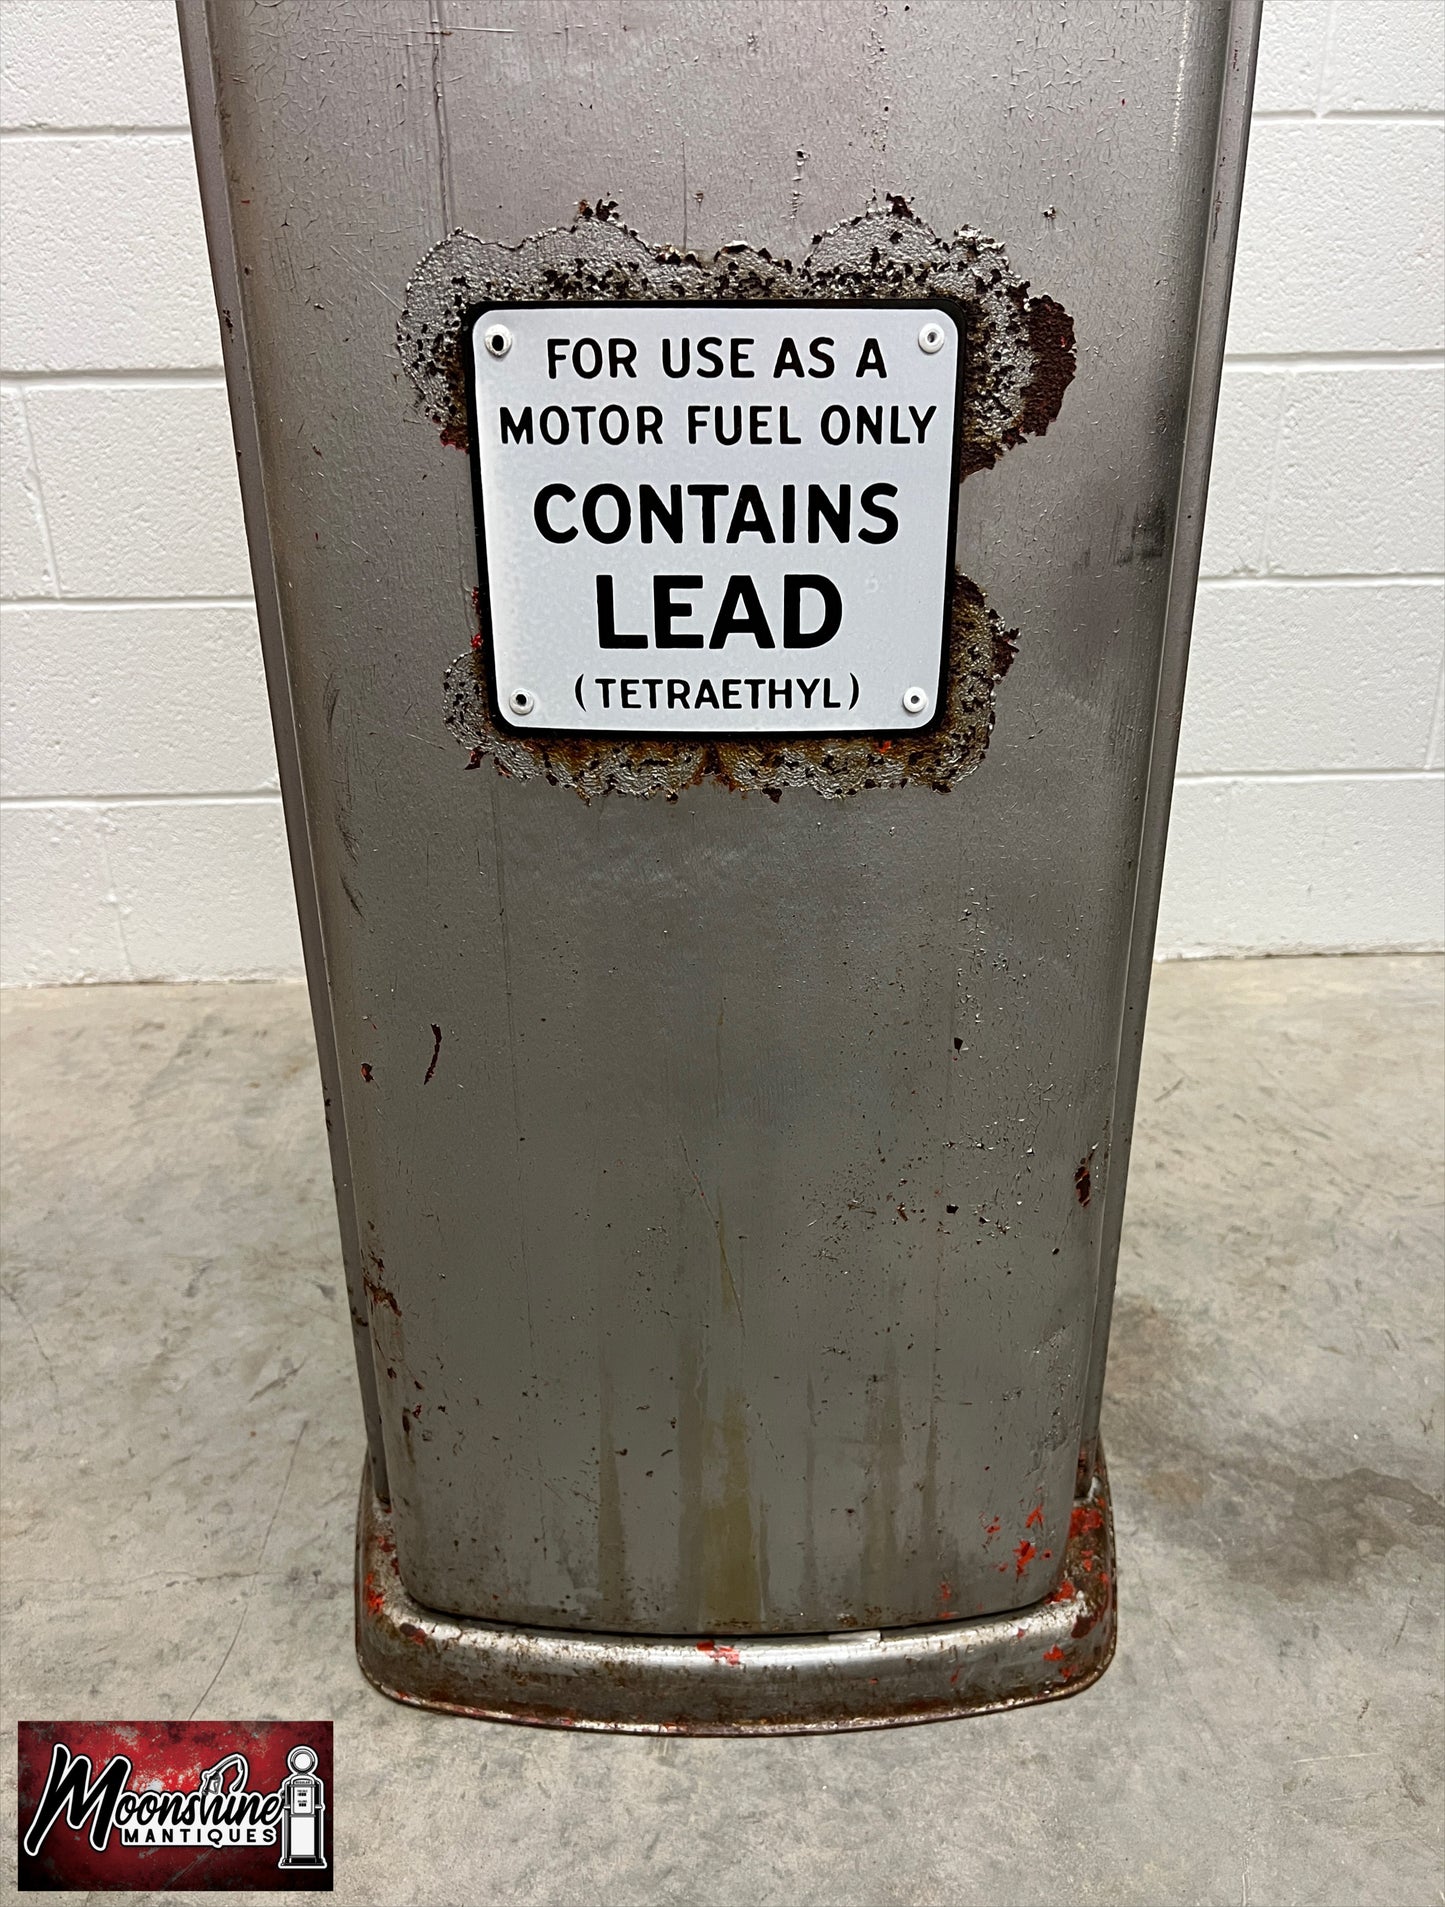 FOR USE AS A
MOTOR FUEL ONLY
CONTAINS
LEAD
(TETRAETHYL)
Moonshine
MANTIQUES